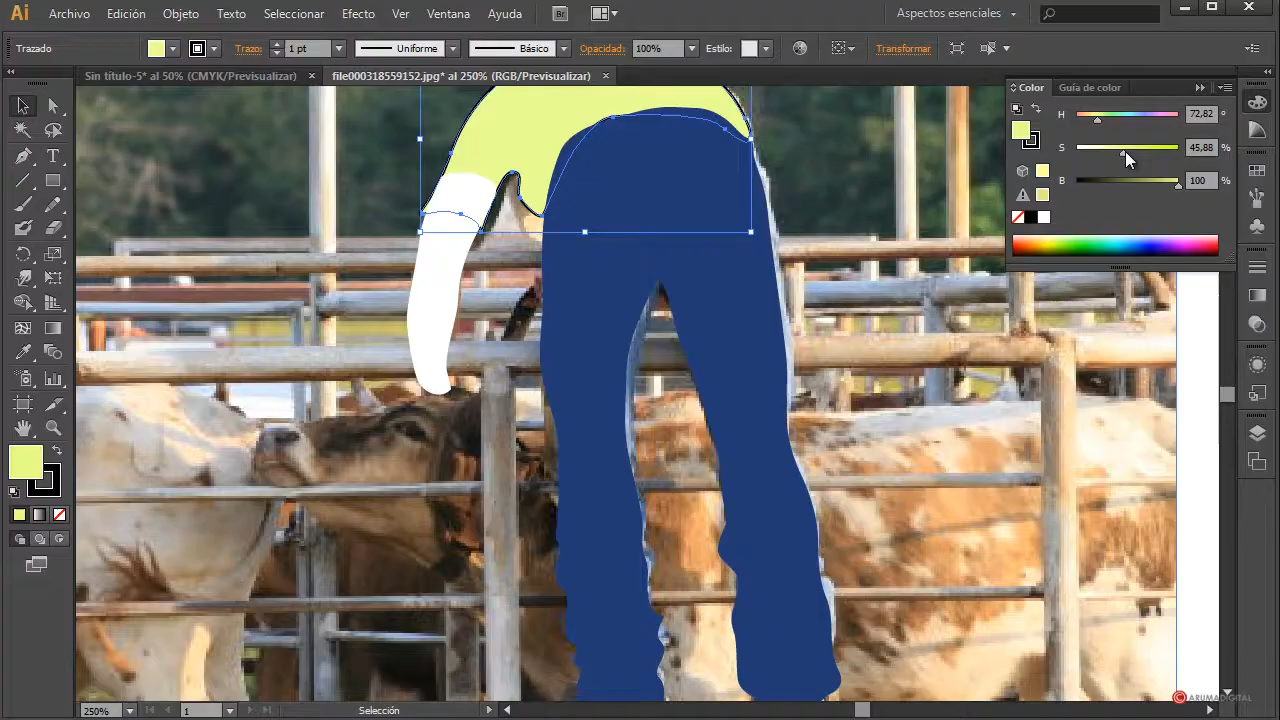 Ai Archivo Edición Objeto Texto Seleccionar Efecto Ver Ventana Ayuda Br Aspectos esenciales
Trazado Trazo: 1 pt Uniforme Básico Opacidad: 100% Estilo: Transformar
Sin título-5* al 50% (CMYK/Previsualizar) × file000318559152.jpg* al 250% (RGB/Previsualizar) ×
Color Guía de color
H 72,82 °
S 45,88 %
B 100 %
T
250% 1 Selección
© ARUMADIGITAL